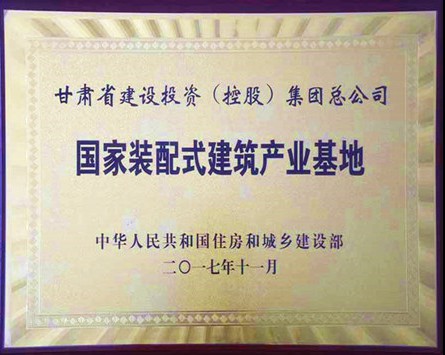 甘肃省建设投资（控股）集团总公司
国家装配式建筑产业基地
中华人民共和国住房和城乡建设部
二〇一七年十一月